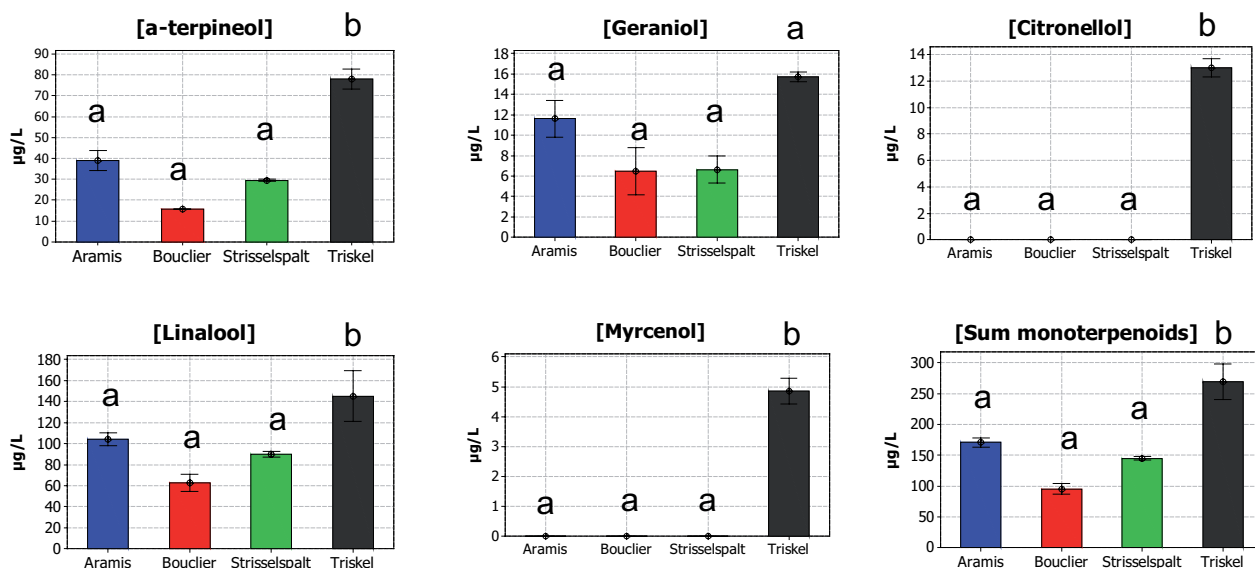 [a-terpineol]
b
µg/L
90
80
70
60
50
40
30
20
10
0
a
a
a
Aramis Bouclier Strisselspalt Triskel
[Geraniol]
a
µg/L
18
16
14
12
10
8
6
4
2
0
a
a
a
Aramis Bouclier Strisselspalt Triskel
[Citronellol]
b
µg/L
14
12
10
8
6
4
2
0
a a a
Aramis Bouclier Strisselspalt Triskel
[Linalool]
b
µg/L
180
160
140
120
100
80
60
40
20
0
a
a
a
Aramis Bouclier Strisselspalt Triskel
[Myrcenol]
b
µg/L
6
5
4
3
2
1
0
a a a
Aramis Bouclier Strisselspalt Triskel
[Sum monoterpenoids]
b
µg/L
300
250
200
150
100
50
0
a
a
a
Aramis Bouclier Strisselspalt Triskel